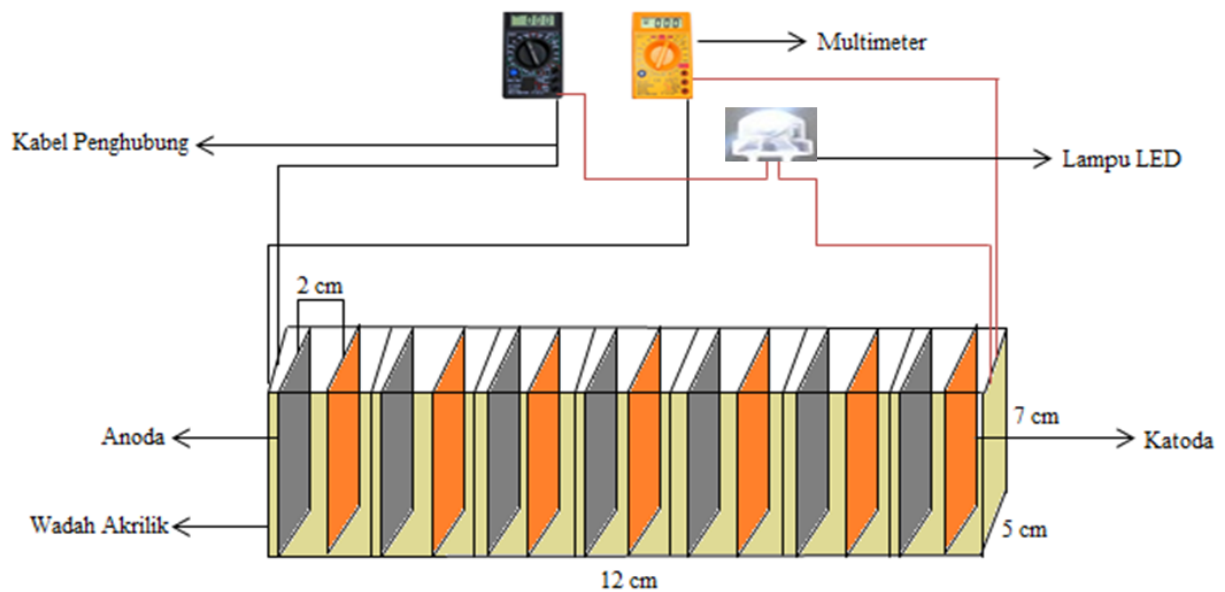 Multimeter
Kabel Penghubung
Lampu LED
2 cm
Anoda
7 cm
Katoda
Wadah Akrilik
5 cm
12 cm